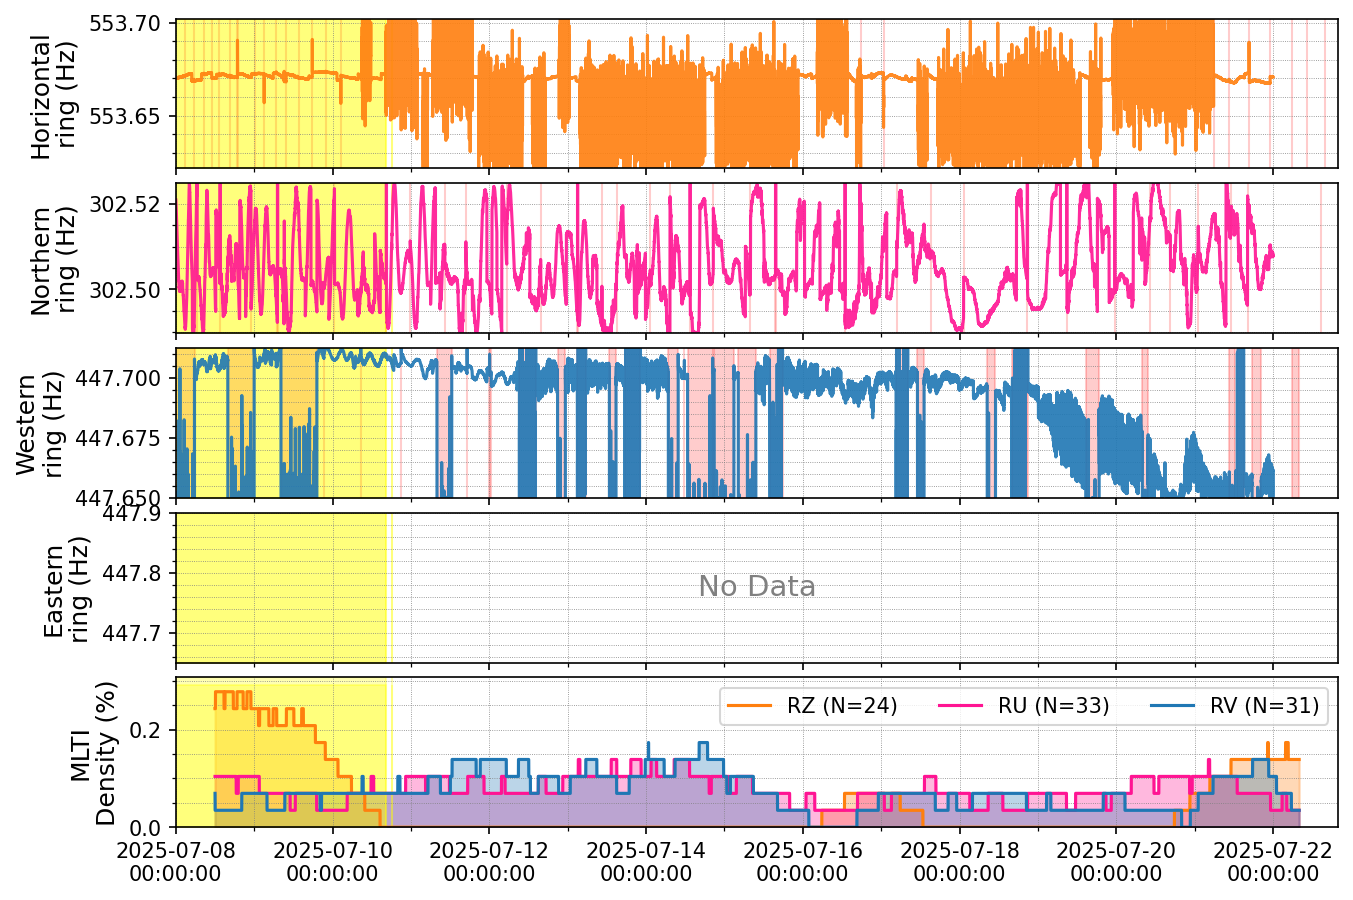 Horizontal
ring (Hz)
553.70
553.65
Northern
ring (Hz)
302.52
302.50
Western
ring (Hz)
447.700
447.675
447.650
Eastern
ring (Hz)
447.9
447.8
447.7
No Data
MLTI
Density (%)
0.2
0.0
RZ (N=24)
RU (N=33)
RV (N=31)
2025-07-08
00:00:00
2025-07-10
00:00:00
2025-07-12
00:00:00
2025-07-14
00:00:00
2025-07-16
00:00:00
2025-07-18
00:00:00
2025-07-20
00:00:00
2025-07-22
00:00:00